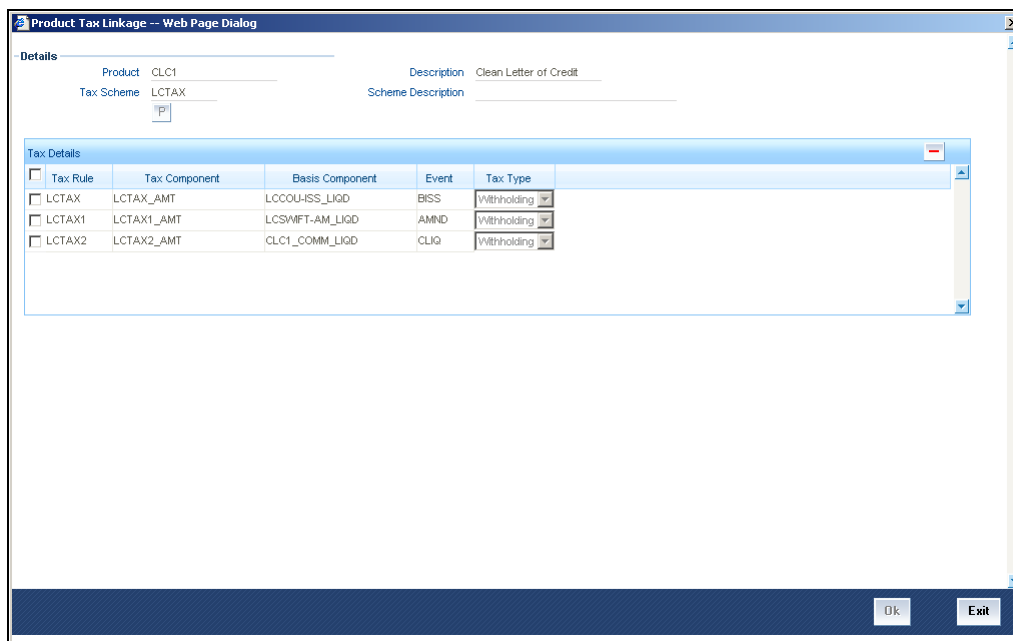 Product Tax Linkage -- Web Page Dialog
Details
Product CLC1 Description Clean Letter of Credit
Tax Scheme LCTAX Scheme Description
P
Tax Details
Tax Rule Tax Component Basis Component Event Tax Type
LCTAX LCTAX_AMT LCCOU-ISS_LIQD BISS Withholding
LCTAX1 LCTAX1_AMT LCSWIFT-AM_LIQD AMND Withholding
LCTAX2 LCTAX2_AMT CLC1_COMM_LIQD CLIQ Withholding
Ok Exit